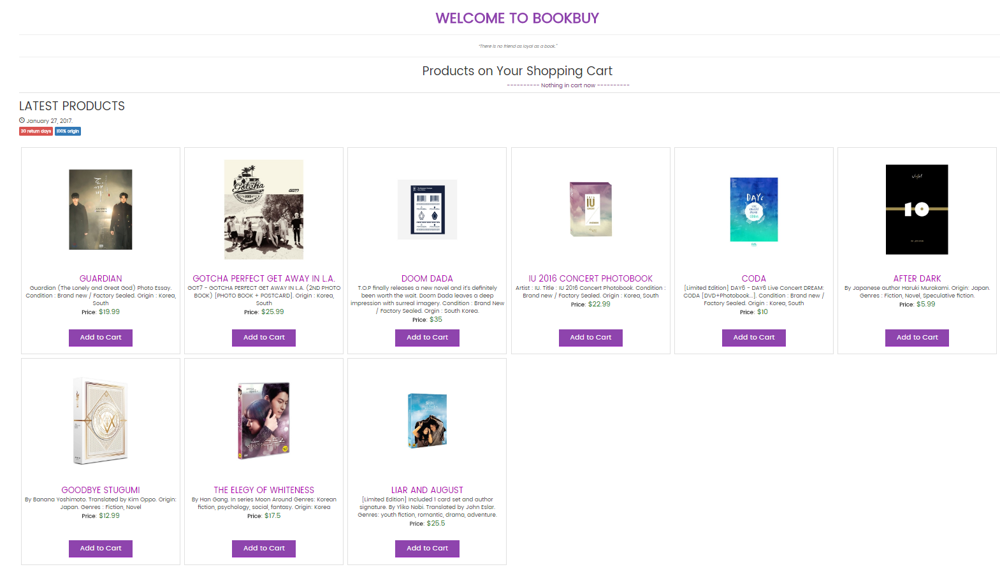 WELCOME TO BOOKBUY
“There is no friend as loyal as a book.”
Products on Your Shopping Cart
---------- Nothing in cart now ----------
LATEST PRODUCTS
January 27, 2017.
30 return days 100% origin
GUARDIAN
Guardian (The Lonely and Great God) Photo Essay.
Condition : Brand new / Factory Sealed. Origin : Korea,
South
Price: $19.99
Add to Cart
Gotcha
2015
GOT7
GOTCHA PERFECT GET AWAY IN L.A.
GOT7 - GOTCHA PERFECT GET AWAY IN L.A. (2ND PHOTO
BOOK) [PHOTO BOOK + POSTCARD]. Origin : Korea,
South
Price: $25.99
Add to Cart
DOOM DADA
T.O.P finally releases a new novel and it's definitely
been worth the wait. Doom Dada leaves a deep
impression with surreal imagery. Condition : Brand New
/ Factory Sealed. Orgin : South Korea.
Price: $35
Add to Cart
IU
IU 2016 CONCERT PHOTOBOOK
Artist : IU. Title : IU 2016 Concert Photobook. Condition :
Brand new / Factory Sealed. Origin : Korea, South
Price: $22.99
Add to Cart
DAY6
LIVE
CONCERT
DREAM
CODA
CODA
[Limited Edition] DAY6 - DAY6 Live Concert DREAM:
CODA [DVD+Photobook...]. Condition : Brand new /
Factory Sealed. Origin : Korea, South
Price: $10
Add to Cart
10
AFTER DARK
By Japanese author Haruki Murakami. Origin: Japan.
Genres : Fiction, Novel, Speculative fiction.
Price: $5.99
Add to Cart
GOODBYE STUGUMI
By Banana Yoshimoto. Translated by Kim Oppo. Origin:
Japan. Genres : Fiction, Novel
Price: $12.99
Add to Cart
THE ELEGY OF WHITENESS
By Han Gang. In series Moon Around Genres: Korean
fiction, psychology, social, fantasy. Origin: Korea
Price: $17.5
Add to Cart
LIAR AND AUGUST
[Limited Edition] Included 1 card set and author
signature. By Yliko Nobi. Translated by John Eslar.
Genres: youth fiction, romantic, drama, adventure.
Price: $25.5
Add to Cart